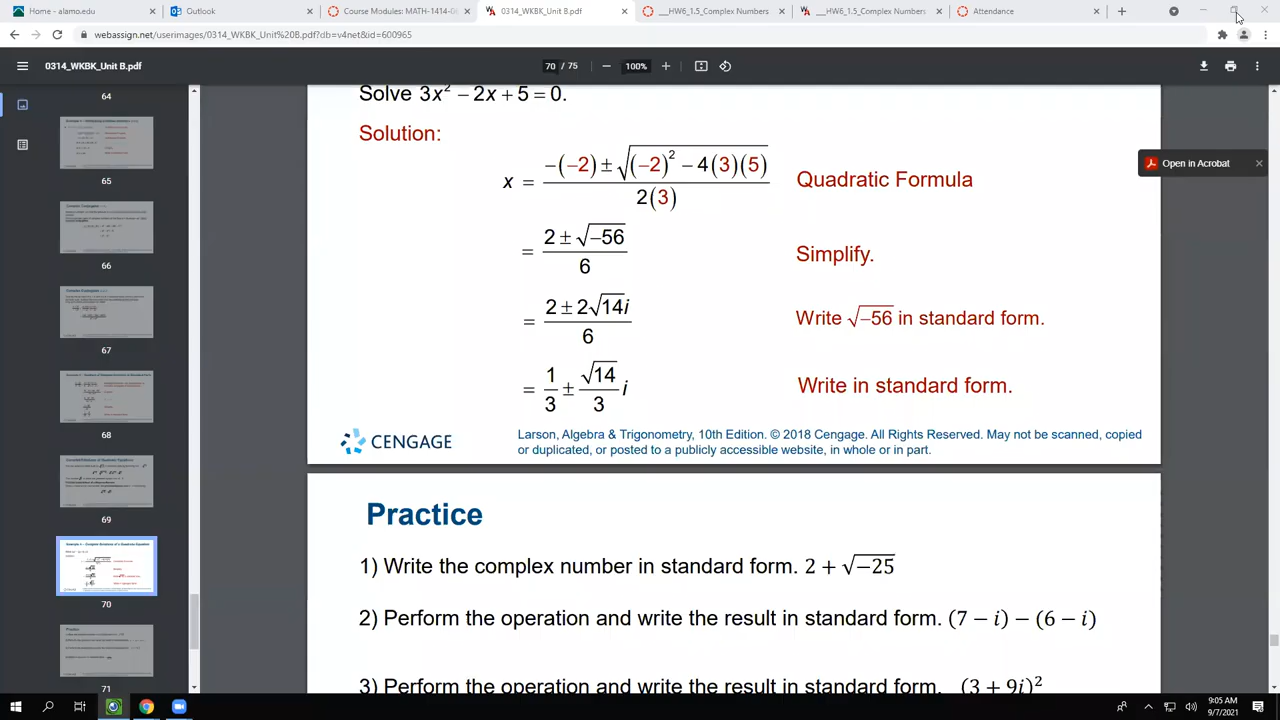 Home - alamo.edu
Outlook
Course Modules: MATH-1414-G
0314_WKBK_Unit B.pdf
___HW6_1.5_Complex Numbers
___HW6_1.5_Complex Numbers
Attendance
webassign.net/userimages/0314_WKBK_Unit%20B.pdf?db=v4net&id=600965
0314_WKBK_Unit B.pdf
70 / 75
100%
Open in Acrobat
64
65
66
67
68
69
70
71
Solve 3x² − 2x + 5 = 0.
Solution:
x = (−(−2) ± √((−2)² − 4(3)(5))) / 2(3) Quadratic Formula
= (2 ± √−56) / 6 Simplify.
= (2 ± 2√14i) / 6 Write √−56 in standard form.
= 1/3 ± √14/3 i Write in standard form.
CENGAGE
Larson, Algebra & Trigonometry, 10th Edition. © 2018 Cengage. All Rights Reserved. May not be scanned, copied
or duplicated, or posted to a publicly accessible website, in whole or in part.
Practice
1) Write the complex number in standard form. 2 + √−25
2) Perform the operation and write the result in standard form. (7 − i) − (6 − i)
3) Perform the operation and write the result in standard form. (3 + 9i)²
9:05 AM
9/7/2021